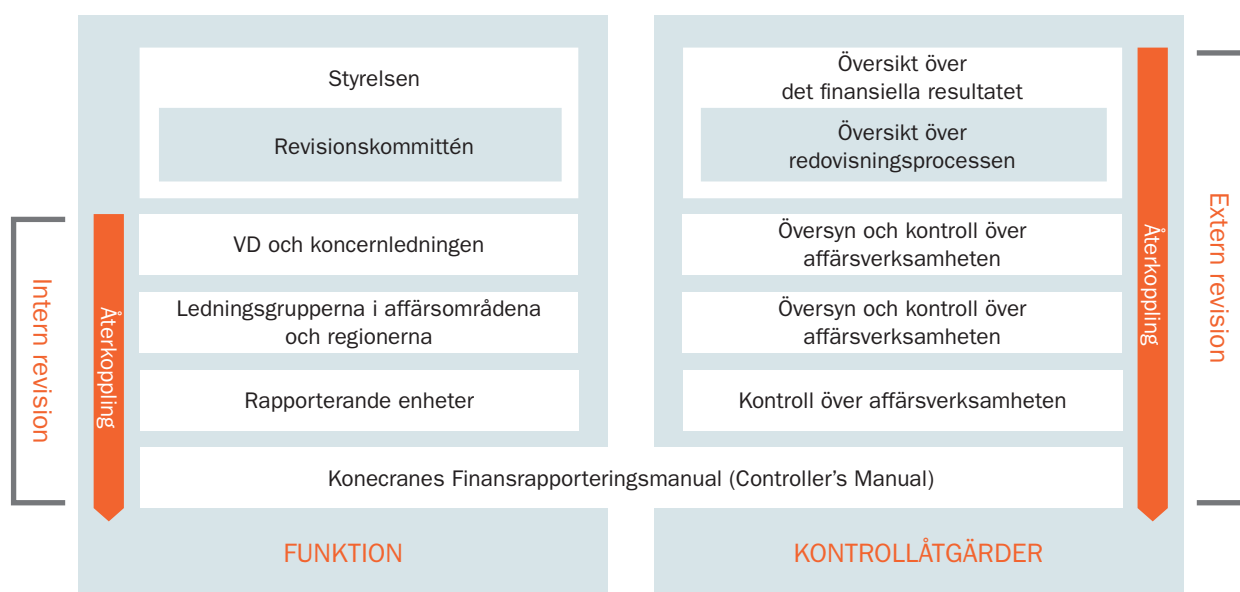 Intern revision
Återkoppling
Styrelsen
Revisionskommittén
VD och koncernledningen
Ledningsgrupperna i affärsområdena
och regionerna
Rapporterande enheter
Översikt över
det finansiella resultatet
Översikt över
redovisningsprocessen
Översyn och kontroll över
affärsverksamheten
Översyn och kontroll över
affärsverksamheten
Kontroll över affärsverksamheten
Återkoppling
Extern revision
Konecranes Finansrapporteringsmanual (Controller’s Manual)
FUNKTION
KONTROLLÅTGÄRDER